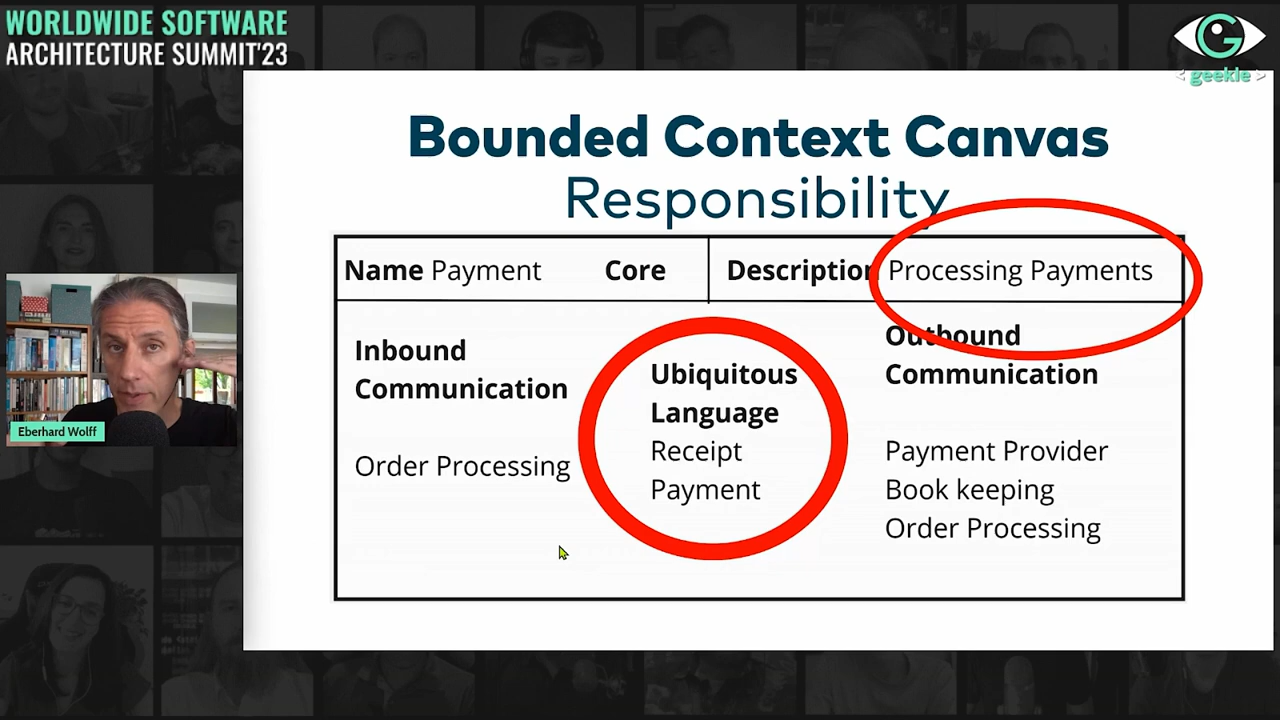 WORLDWIDE SOFTWARE
ARCHITECTURE SUMMIT'23
G
< geekle >
Bounded Context Canvas
Responsibility
Name Payment
Core
Description Processing Payments
Inbound
Communication
Order Processing
Ubiquitous
Language
Receipt
Payment
Outbound
Communication
Payment Provider
Book keeping
Order Processing
Eberhard Wolff